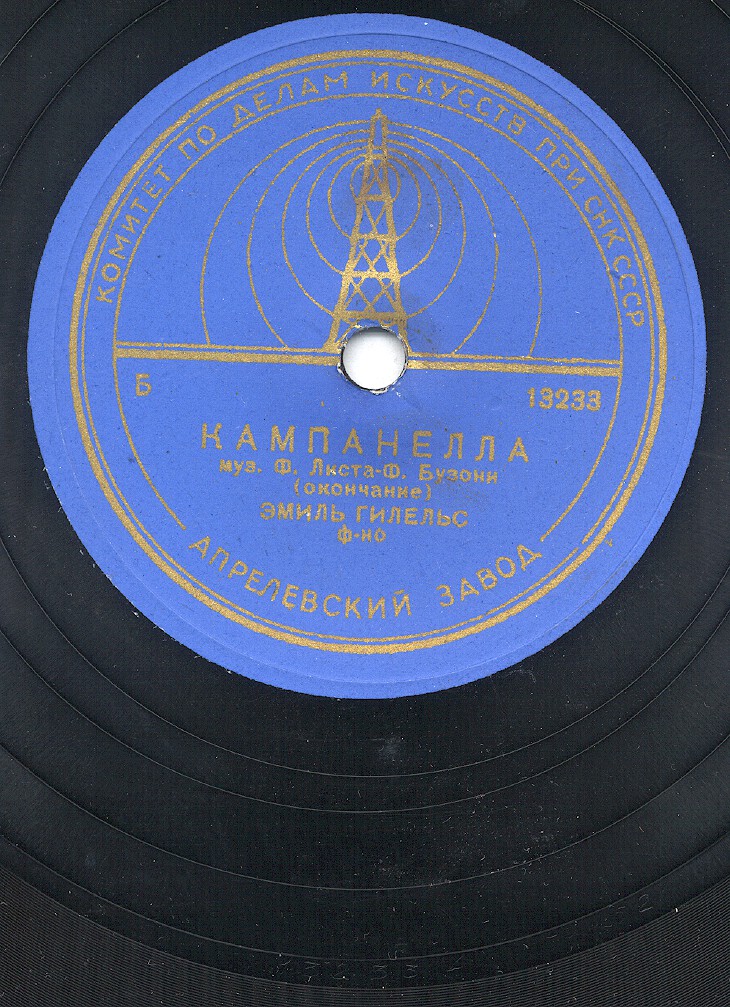 КОМИТЕТ ПО ДЕЛАМ ИСКУССТВ ПРИ СНК СССР
Б 13233
КАМПАНЕЛЛА
муз. Ф. Листа-Ф. Бузони
(окончание)
ЭМИЛЬ ГИЛЕЛЬС
ф-но
АПРЕЛЕВСКИЙ ЗАВОД